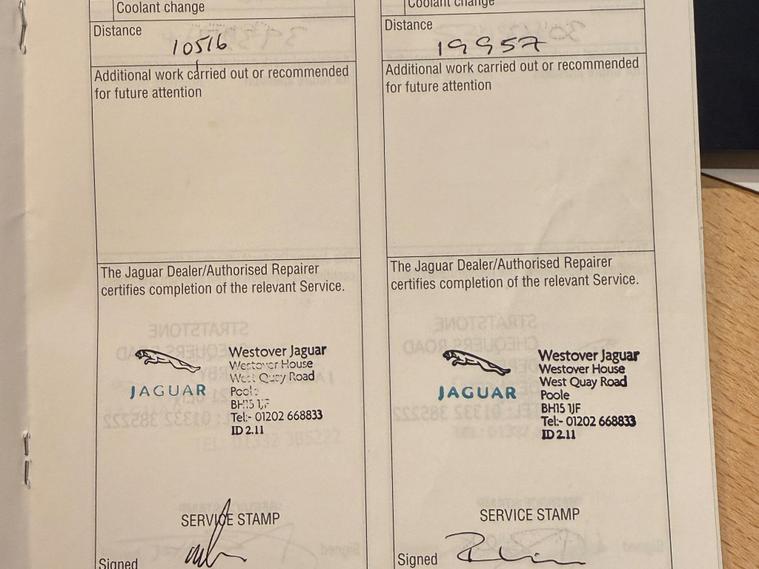 Coolant change
Distance
10516
Additional work carried out or recommended
for future attention
The Jaguar Dealer/Authorised Repairer
certifies completion of the relevant Service.
JAGUAR
Westover Jaguar
Westover House
West Quay Road
Poole
BH15 1JF
Tel:- 01202 668833
ID 2.11
SERVICE STAMP
Signed
Coolant change
Distance
19957
Additional work carried out or recommended
for future attention
The Jaguar Dealer/Authorised Repairer
certifies completion of the relevant Service.
JAGUAR
Westover Jaguar
Westover House
West Quay Road
Poole
BH15 1JF
Tel:- 01202 668833
ID 2.11
SERVICE STAMP
Signed